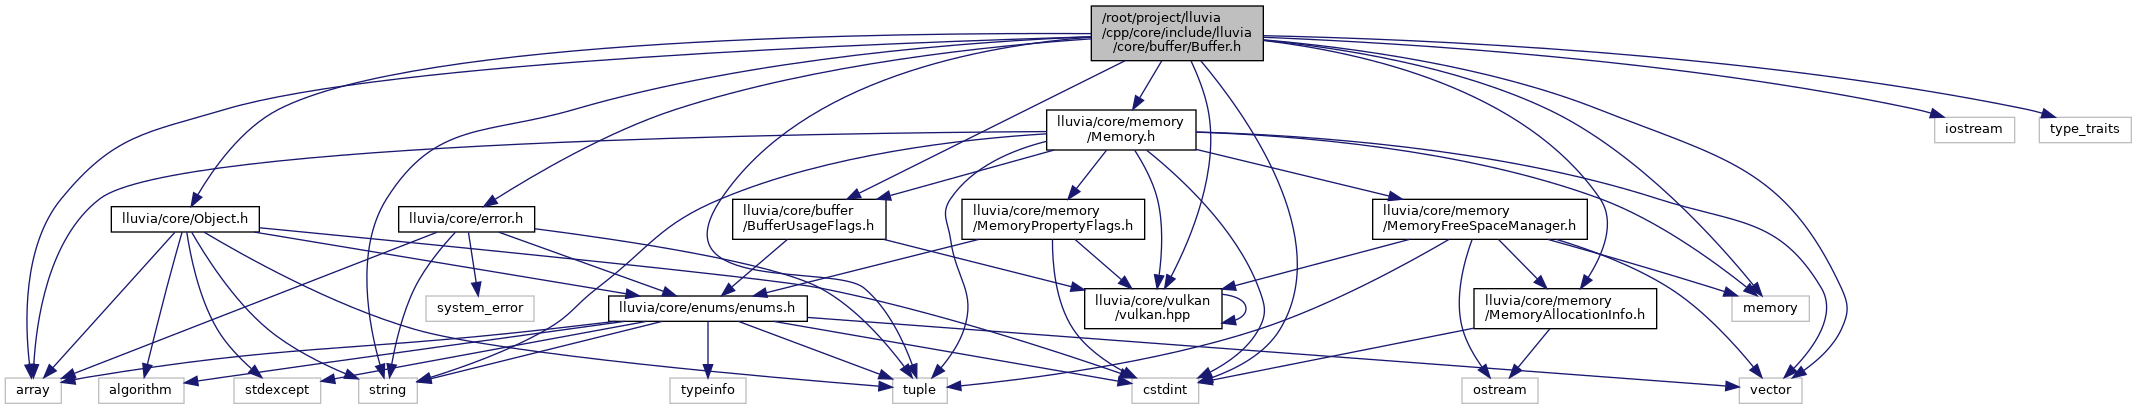 /root/project/lluvia
/cpp/core/include/lluvia
/core/buffer/Buffer.h
lluvia/core/memory
/Memory.h
iostream
type_traits
lluvia/core/Object.h
lluvia/core/error.h
lluvia/core/buffer
/BufferUsageFlags.h
lluvia/core/memory
/MemoryPropertyFlags.h
lluvia/core/memory
/MemoryFreeSpaceManager.h
system_error
lluvia/core/enums/enums.h
lluvia/core/vulkan
/vulkan.hpp
lluvia/core/memory
/MemoryAllocationInfo.h
memory
array
algorithm
stdexcept
string
typeinfo
tuple
cstdint
ostream
vector